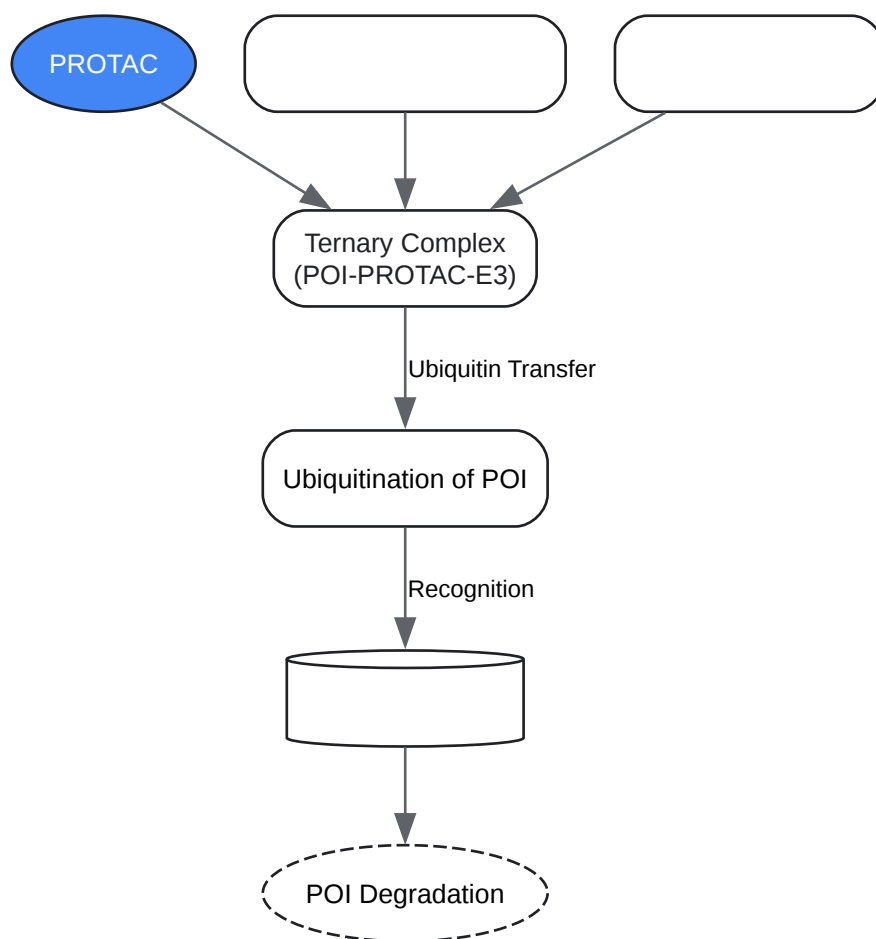 PROTAC
Ternary Complex
(POI-PROTAC-E3)
Ubiquitin Transfer
Ubiquitination of POI
Recognition
POI Degradation